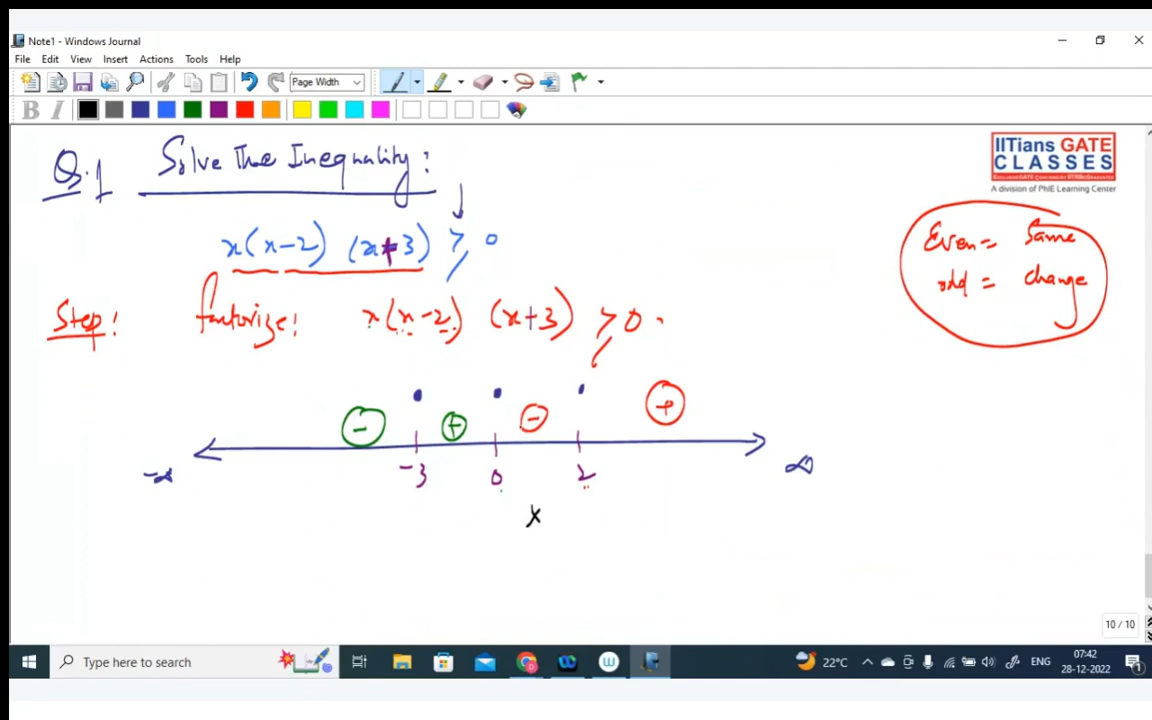 Note1 - Windows Journal
File Edit View Insert Actions Tools Help
Page Width
B I
Q.1 Solve The Inequality:
x(x-2) (x+3) ≥ 0
IITians GATE
CLASSES
A division of PhIE Learning Center
Even = Same
odd = change
Step: factorize: x(x-2) (x+3) ≥ 0
- + - +
-∞ -3 0 2 ∞
x
10 / 10
Type here to search
22°C ENG 07:42
28-12-2022
1